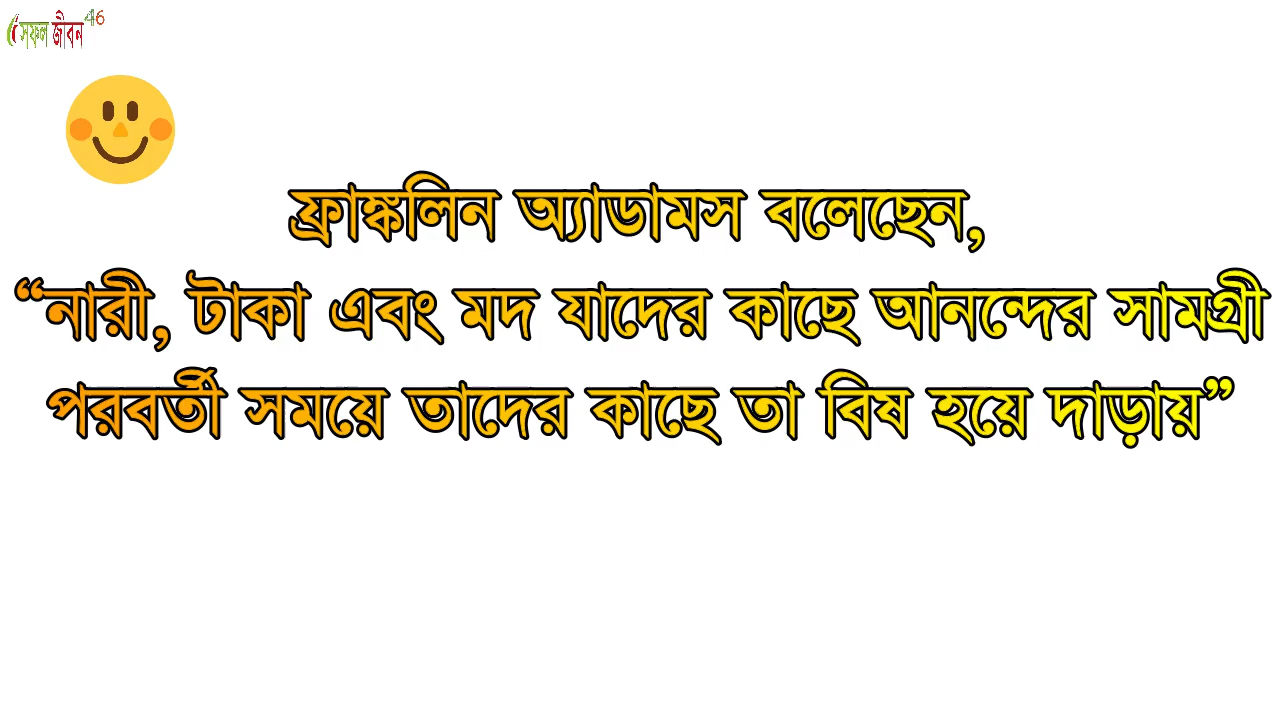 সফল জীবন 46
ফ্রাঙ্কলিন অ্যাডামস বলেছেন,
“নারী, টাকা এবং মদ যাদের কাছে আনন্দের সামগ্রী
পরবর্তী সময়ে তাদের কাছে তা বিষ হয়ে দাড়ায়”